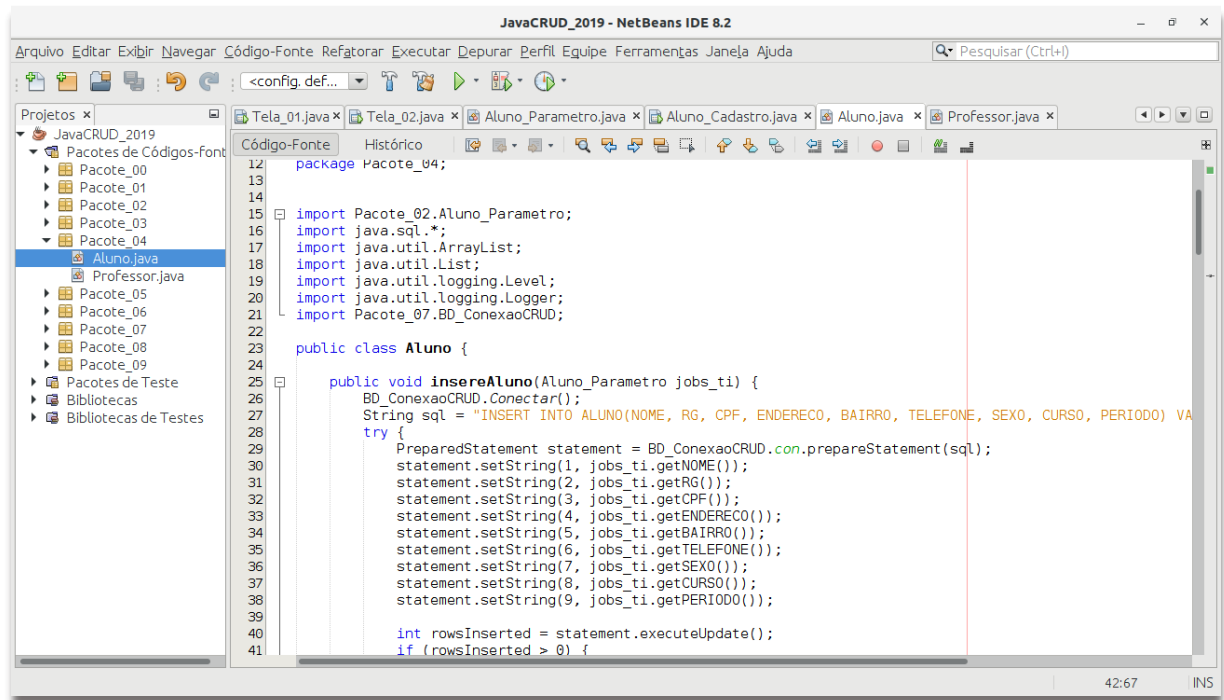 JavaCRUD_2019 - NetBeans IDE 8.2
Arquivo Editar Exibir Navegar Código-Fonte Refatorar Executar Depurar Perfil Equipe Ferramentas Janela Ajuda
Pesquisar (Ctrl+I)
<config. def...
Projetos
JavaCRUD_2019
Pacotes de Códigos-font
Pacote_00
Pacote_01
Pacote_02
Pacote_03
Pacote_04
Aluno.java
Professor.java
Pacote_05
Pacote_06
Pacote_07
Pacote_08
Pacote_09
Pacotes de Teste
Bibliotecas
Bibliotecas de Testes
Tela_01.java Tela_02.java Aluno_Parametro.java Aluno_Cadastro.java Aluno.java Professor.java
Código-Fonte Histórico
12 package Pacote_04;
13
14
15 import Pacote_02.Aluno_Parametro;
16 import java.sql.*;
17 import java.util.ArrayList;
18 import java.util.List;
19 import java.util.logging.Level;
20 import java.util.logging.Logger;
21 import Pacote_07.BD_ConexaoCRUD;
22
23 public class Aluno {
24
25 public void insereAluno(Aluno_Parametro jobs_ti) {
26 BD_ConexaoCRUD.Conectar();
27 String sql = "INSERT INTO ALUNO(NOME, RG, CPF, ENDERECO, BAIRRO, TELEFONE, SEXO, CURSO, PERIODO) VA
28 try {
29 PreparedStatement statement = BD_ConexaoCRUD.con.prepareStatement(sql);
30 statement.setString(1, jobs_ti.getNOME());
31 statement.setString(2, jobs_ti.getRG());
32 statement.setString(3, jobs_ti.getCPF());
33 statement.setString(4, jobs_ti.getENDERECO());
34 statement.setString(5, jobs_ti.getBAIRRO());
35 statement.setString(6, jobs_ti.getTELEFONE());
36 statement.setString(7, jobs_ti.getSEXO());
37 statement.setString(8, jobs_ti.getCURSO());
38 statement.setString(9, jobs_ti.getPERIODO());
39
40 int rowsInserted = statement.executeUpdate();
41 if (rowsInserted > 0) {
42:67 INS